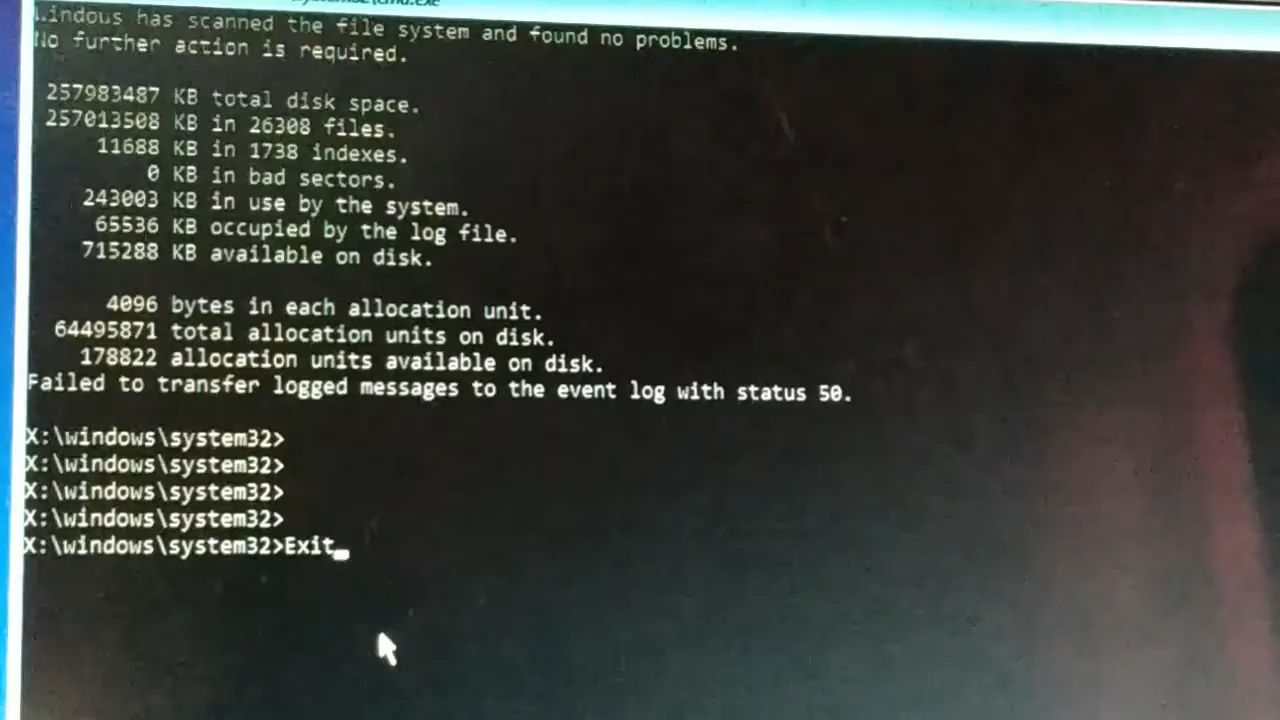 system32\cmd.exe
Windows has scanned the file system and found no problems.
No further action is required.
257983487 KB total disk space.
257013508 KB in 26308 files.
11688 KB in 1738 indexes.
0 KB in bad sectors.
243003 KB in use by the system.
65536 KB occupied by the log file.
715288 KB available on disk.
4096 bytes in each allocation unit.
64495871 total allocation units on disk.
178822 allocation units available on disk.
Failed to transfer logged messages to the event log with status 50.
X:\windows\system32>
X:\windows\system32>
X:\windows\system32>
X:\windows\system32>
X:\windows\system32>Exit